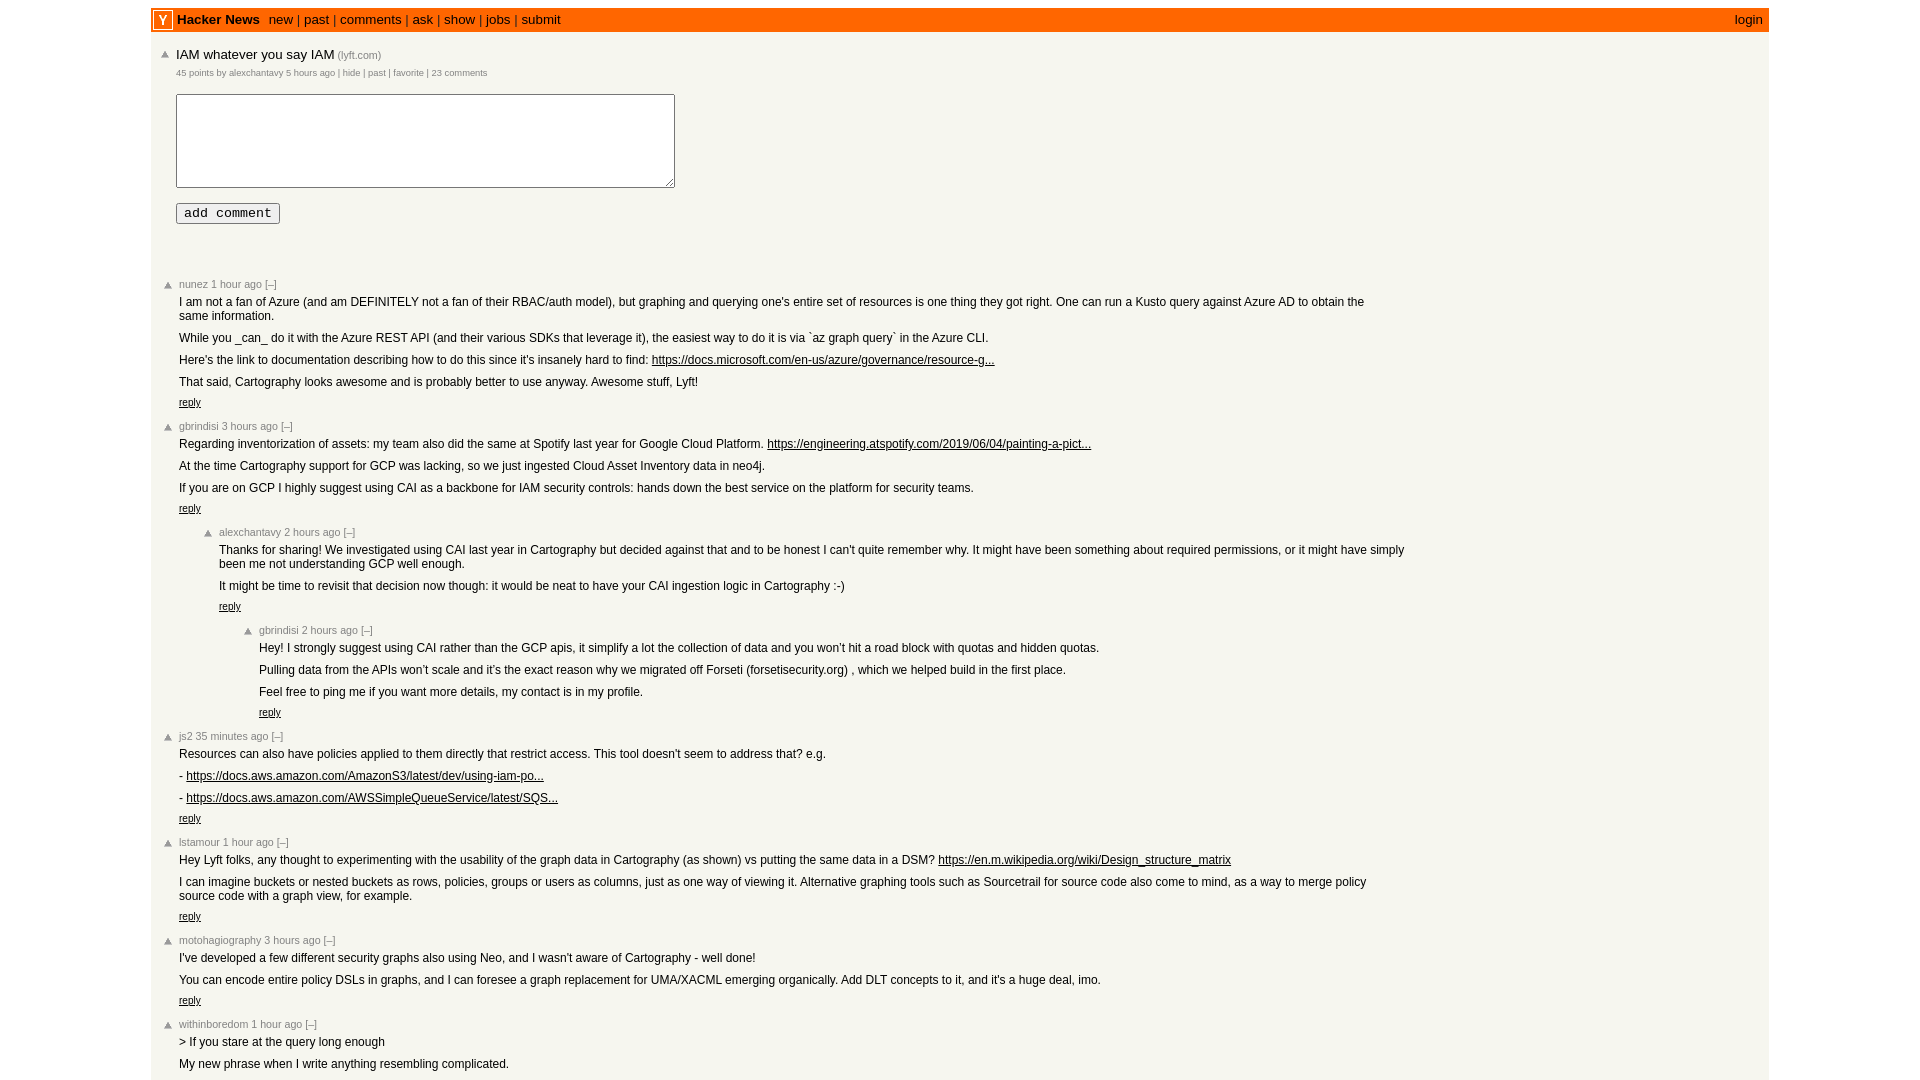 Y Hacker News new | past | comments | ask | show | jobs | submit login
IAM whatever you say IAM (lyft.com)
45 points by alexchantavy 5 hours ago | hide | past | favorite | 23 comments
add comment
nunez 1 hour ago [–]
I am not a fan of Azure (and am DEFINITELY not a fan of their RBAC/auth model), but graphing and querying one's entire set of resources is one thing they got right. One can run a Kusto query against Azure AD to obtain the
same information.
While you _can_ do it with the Azure REST API (and their various SDKs that leverage it), the easiest way to do it is via `az graph query` in the Azure CLI.
Here's the link to documentation describing how to do this since it's insanely hard to find: https://docs.microsoft.com/en-us/azure/governance/resource-g...
That said, Cartography looks awesome and is probably better to use anyway. Awesome stuff, Lyft!
reply
gbrindisi 3 hours ago [–]
Regarding inventorization of assets: my team also did the same at Spotify last year for Google Cloud Platform. https://engineering.atspotify.com/2019/06/04/painting-a-pict...
At the time Cartography support for GCP was lacking, so we just ingested Cloud Asset Inventory data in neo4j.
If you are on GCP I highly suggest using CAI as a backbone for IAM security controls: hands down the best service on the platform for security teams.
reply
alexchantavy 2 hours ago [–]
Thanks for sharing! We investigated using CAI last year in Cartography but decided against that and to be honest I can't quite remember why. It might have been something about required permissions, or it might have simply
been me not understanding GCP well enough.
It might be time to revisit that decision now though: it would be neat to have your CAI ingestion logic in Cartography :-)
reply
gbrindisi 2 hours ago [–]
Hey! I strongly suggest using CAI rather than the GCP apis, it simplify a lot the collection of data and you won’t hit a road block with quotas and hidden quotas.
Pulling data from the APIs won’t scale and it’s the exact reason why we migrated off Forseti (forsetisecurity.org) , which we helped build in the first place.
Feel free to ping me if you want more details, my contact is in my profile.
reply
js2 35 minutes ago [–]
Resources can also have policies applied to them directly that restrict access. This tool doesn't seem to address that? e.g.
- https://docs.aws.amazon.com/AmazonS3/latest/dev/using-iam-po...
- https://docs.aws.amazon.com/AWSSimpleQueueService/latest/SQS...
reply
lstamour 1 hour ago [–]
Hey Lyft folks, any thought to experimenting with the usability of the graph data in Cartography (as shown) vs putting the same data in a DSM? https://en.m.wikipedia.org/wiki/Design_structure_matrix
I can imagine buckets or nested buckets as rows, policies, groups or users as columns, just as one way of viewing it. Alternative graphing tools such as Sourcetrail for source code also come to mind, as a way to merge policy
source code with a graph view, for example.
reply
motohagiography 3 hours ago [–]
I've developed a few different security graphs also using Neo, and I wasn't aware of Cartography - well done!
You can encode entire policy DSLs in graphs, and I can foresee a graph replacement for UMA/XACML emerging organically. Add DLT concepts to it, and it's a huge deal, imo.
reply
withinboredom 1 hour ago [–]
> If you stare at the query long enough
My new phrase when I write anything resembling complicated.